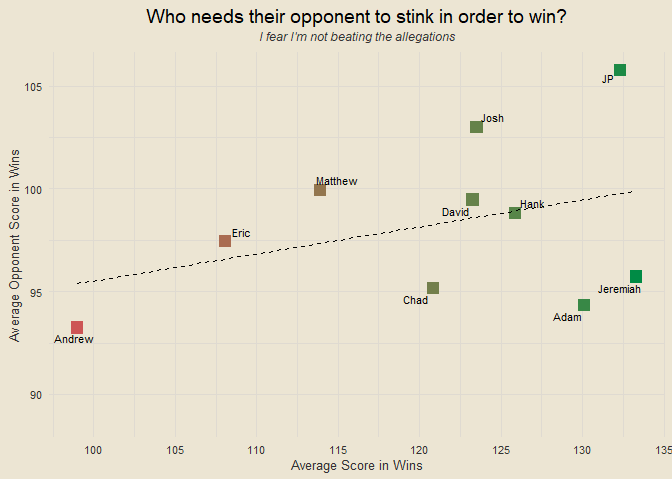 Who needs their opponent to stink in order to win?
I fear I'm not beating the allegations
105
100
95
90
Average Opponent Score in Wins
JP
Josh
Matthew
David
Hank
Eric
Chad
Jeremiah
Adam
Andrew
100
105
110
115
120
125
130
135
Average Score in Wins